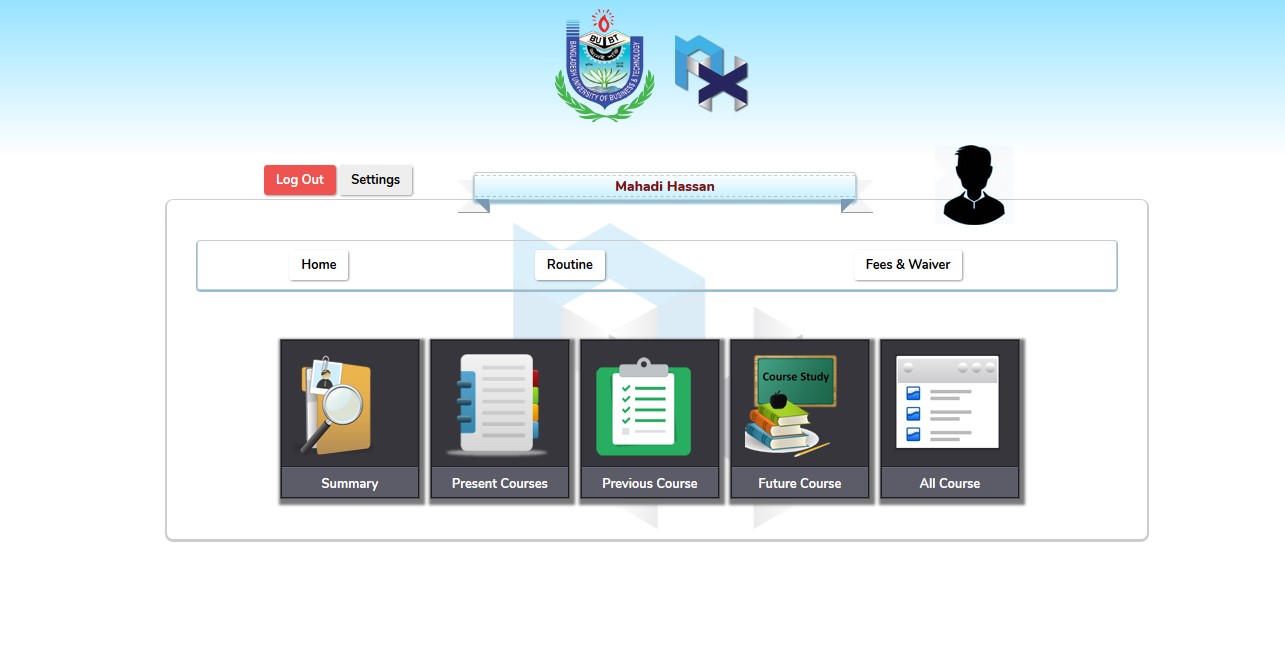 BUBT
BANGLADESH UNIVERSITY OF BUSINESS & TECHNOLOGY
Log Out
Settings
Mahadi Hassan
Home
Routine
Fees & Waiver
Course Study
Summary
Present Courses
Previous Course
Future Course
All Course